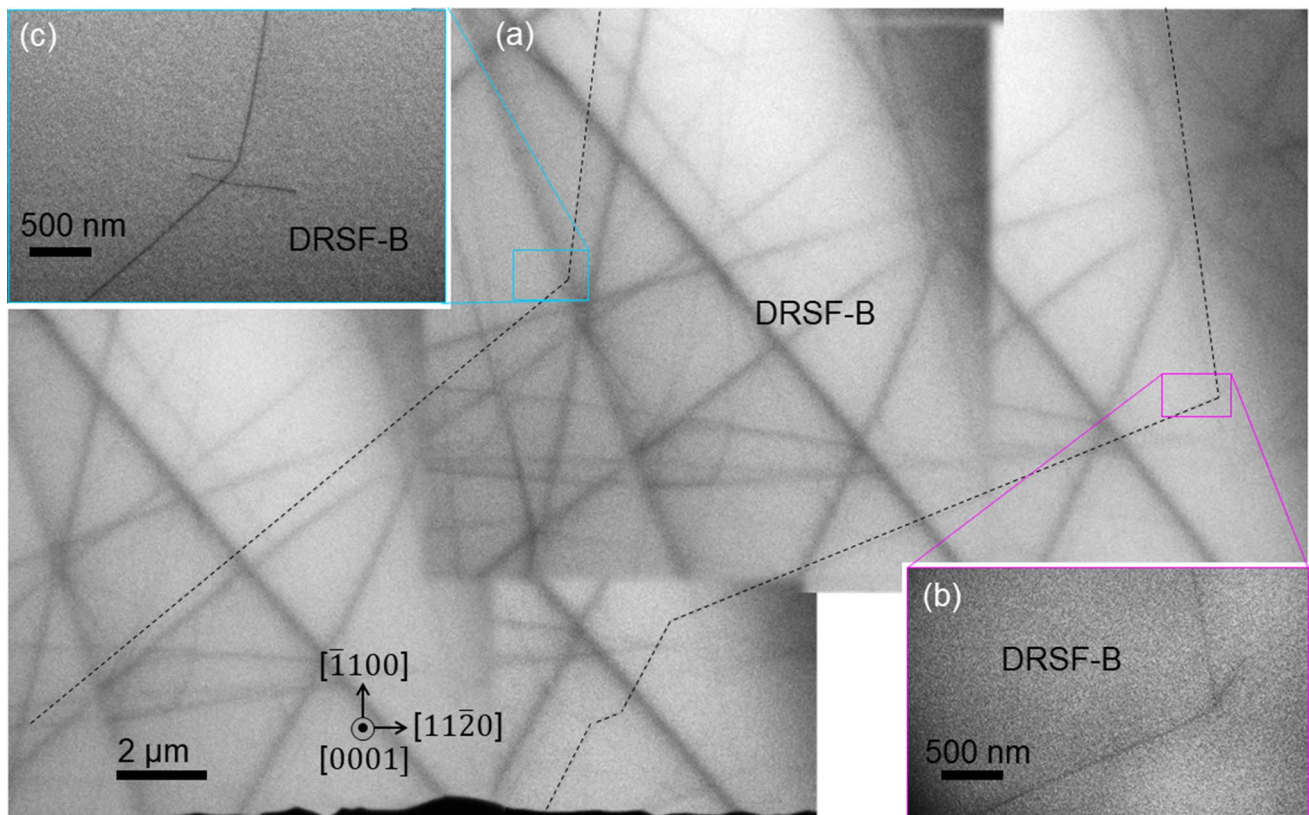 (c)
(a)
500 nm
DRSF-B
DRSF-B
(b)
DRSF-B
[1̅100]
[112̅0]
[0001]
2 µm
500 nm